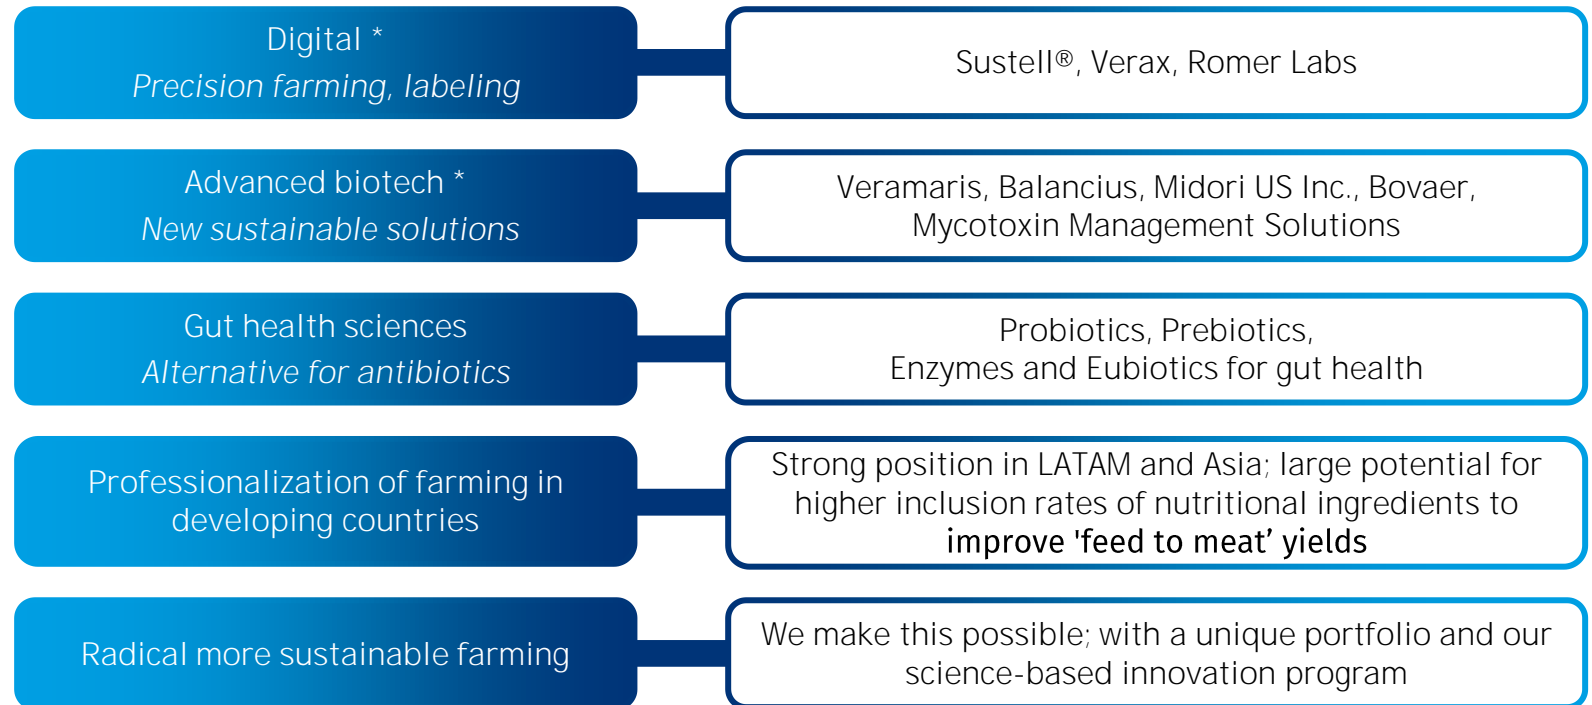 Digital *
Precision farming, labeling
Sustell®, Verax, Romer Labs
Advanced biotech *
New sustainable solutions
Veramaris, Balancius, Midori US Inc., Bovaer,
Mycotoxin Management Solutions
Gut health sciences
Alternative for antibiotics
Probiotics, Prebiotics,
Enzymes and Eubiotics for gut health
Professionalization of farming in
developing countries
Strong position in LATAM and Asia; large potential for
higher inclusion rates of nutritional ingredients to
improve 'feed to meat’ yields
Radical more sustainable farming
We make this possible; with a unique portfolio and our
science-based innovation program